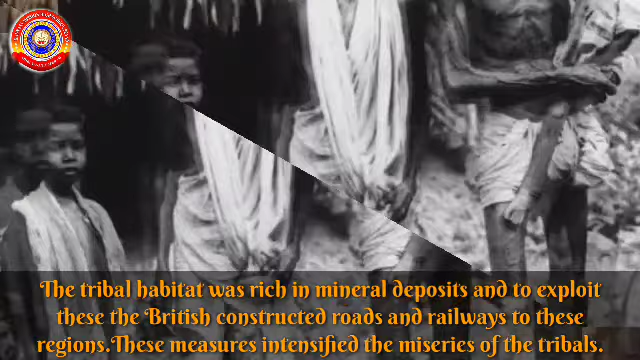 The tribal habitat was rich in mineral deposits and to exploit
these the British constructed roads and railways to these
regions.These measures intensified the miseries of the tribals.